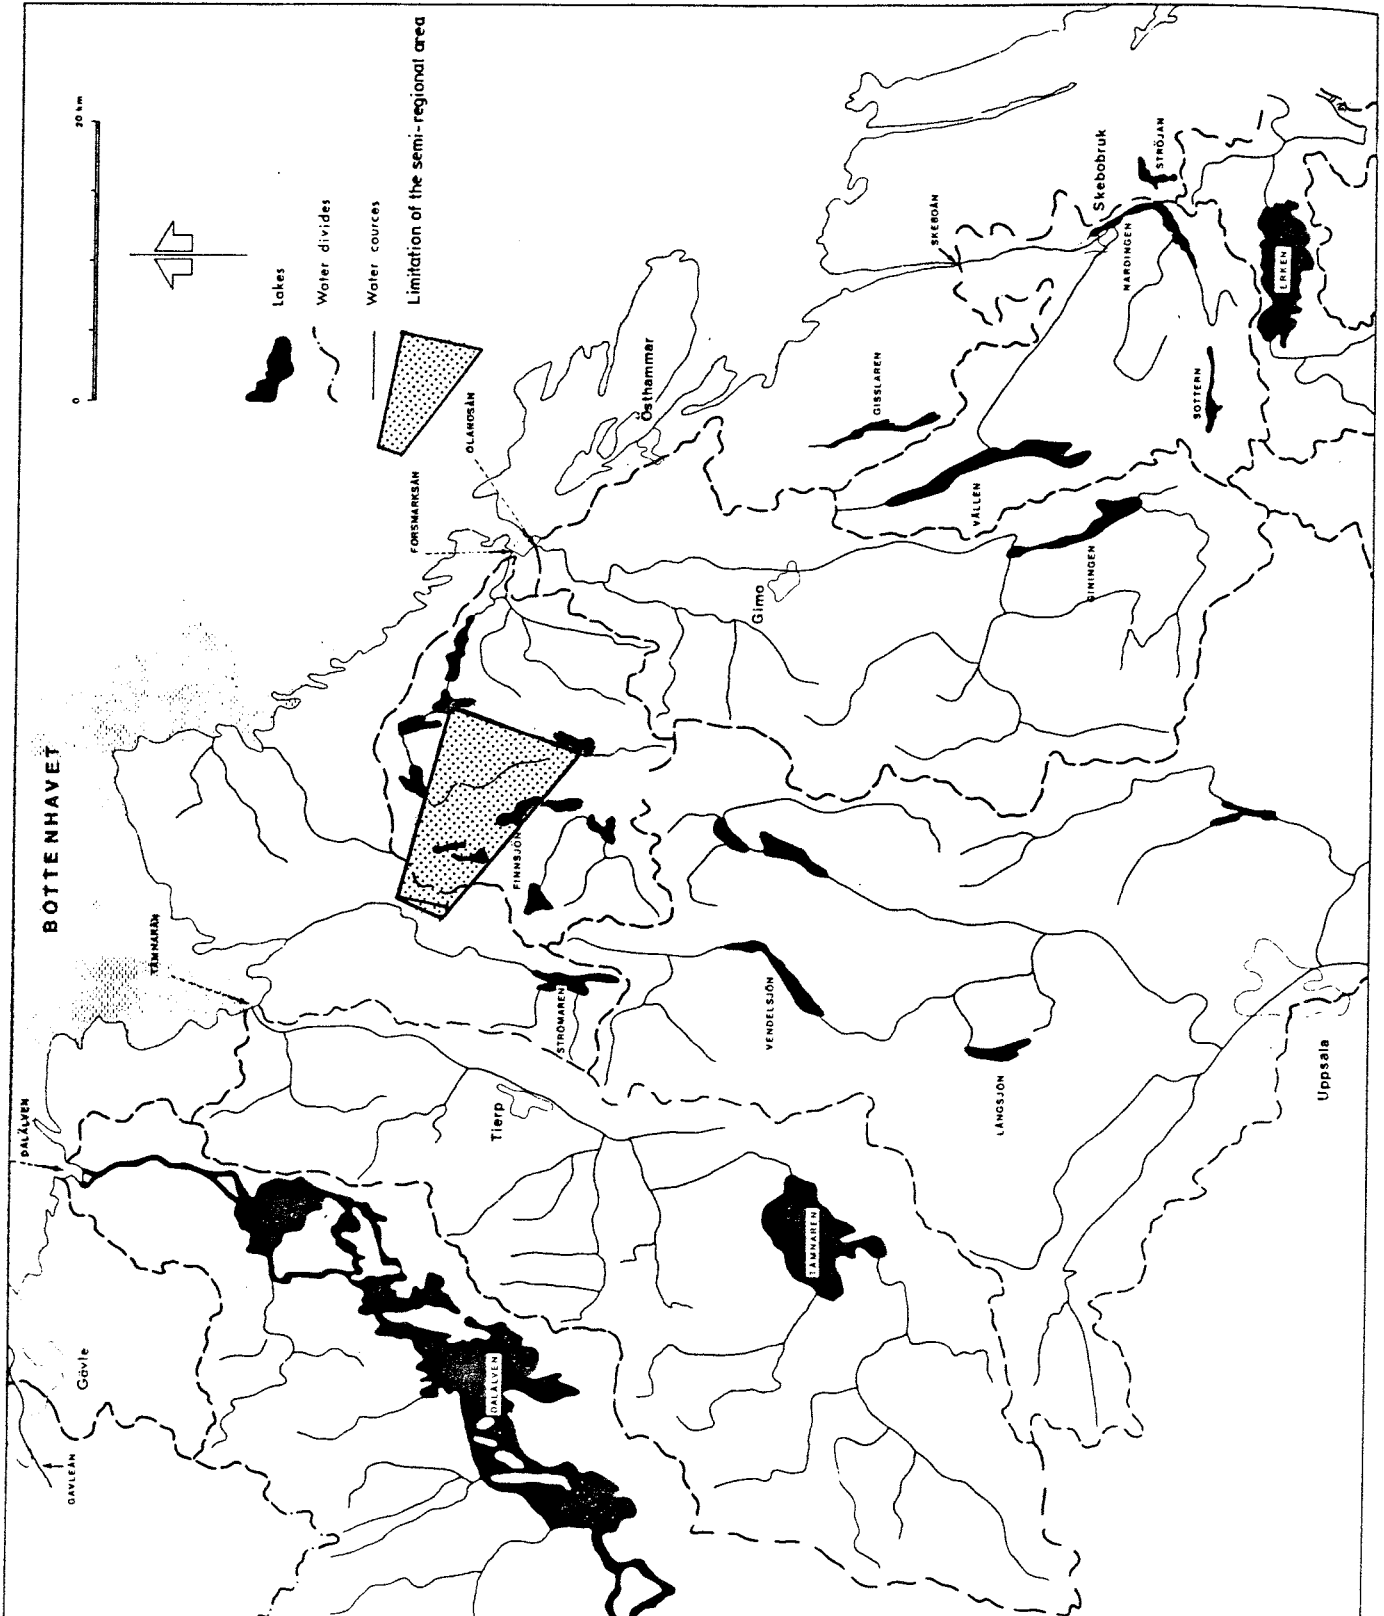 BOTTENHAVET
0
20 km
Lakes
Water divides
Water cources
Limitation of the semi-regional area
GÄVLEÅN
Gävle
DALÄLVEN
TÄMNARÅN
FORSMARKSÅN
OLANDSÅN
Östhammar
SKEBOÅN
Skebobruk
STRÖJAN
NÄRDINGEN
ERKEN
GISSLAREN
SOTTERN
VÄLLEN
GININGEN
Gimo
FINNSJÖN
STRÖMAREN
VENDELSJÖN
LÅNGSJÖN
Tierp
DALÄLVEN
TÄMNAREN
Uppsala